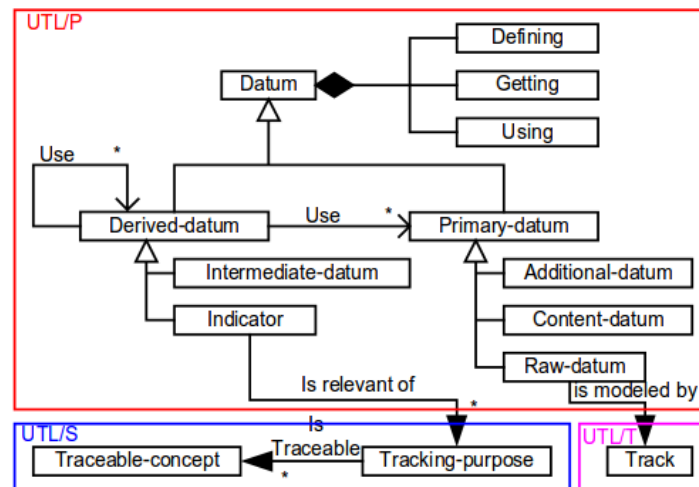 UTL/P
Defining
Datum
Getting
Using
Use
*
Derived-datum
Use
*
Primary-datum
Intermediate-datum
Additional-datum
Indicator
Content-datum
Raw-datum
Is relevant of
is modeled by
*
UTL/S
Is
UTL/T
Traceable-concept
Traceable
*
Tracking-purpose
Track